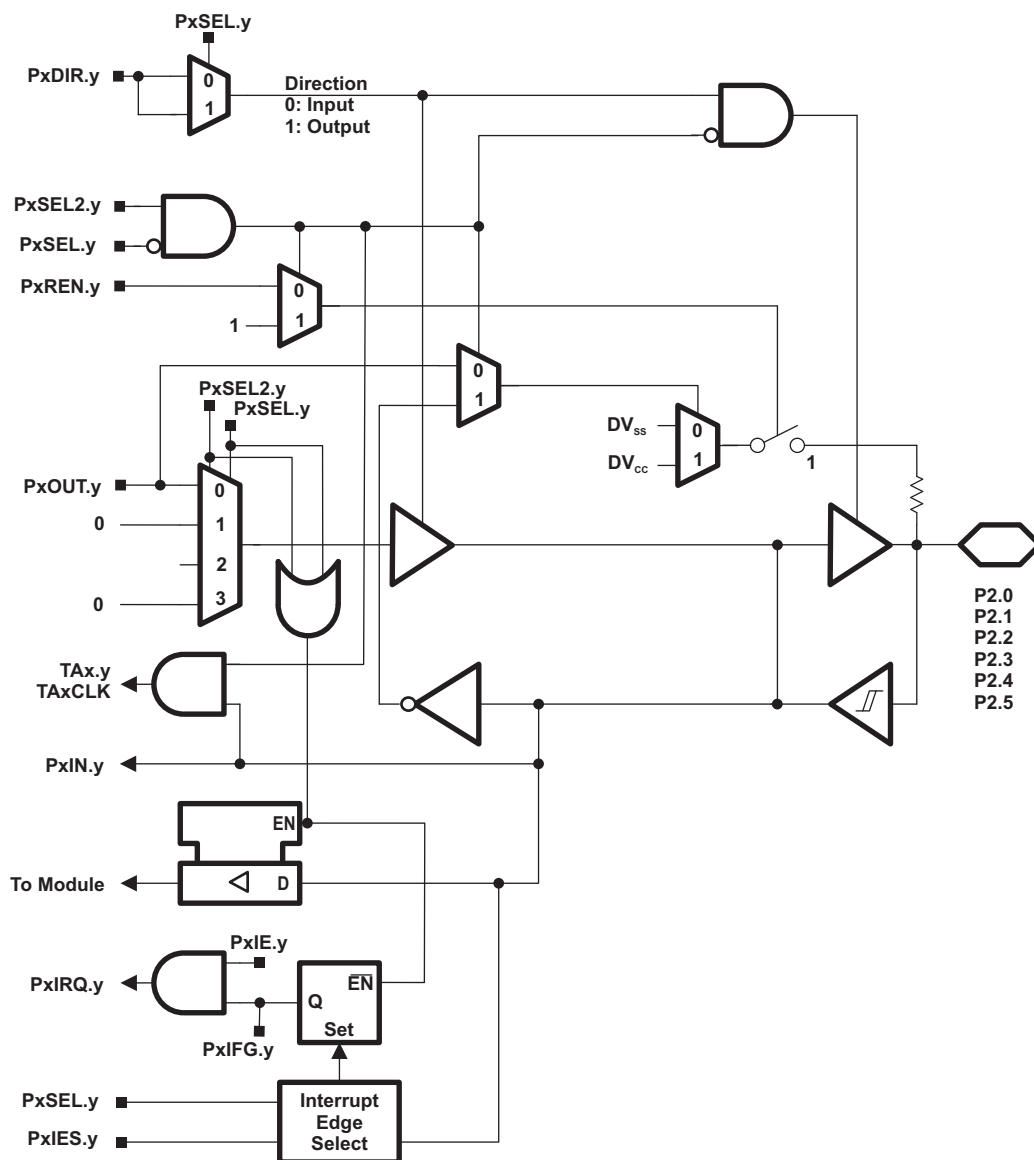 PxSEL.y
PxDIR.y
0
1
Direction
0: Input
1: Output
PxSEL2.y
PxSEL.y
PxREN.y
0
1
1
0
1
PxSEL2.y
PxSEL.y
DVSS
0
DVCC
1
1
PxOUT.y
0
0
1
2
0
3
P2.0
P2.1
P2.2
P2.3
P2.4
P2.5
TAx.y
TAxCLK
PxIN.y
EN
To Module
D
PxIE.y
PxIRQ.y
EN
Q
Set
PxIFG.y
PxSEL.y
PxIES.y
Interrupt
Edge
Select